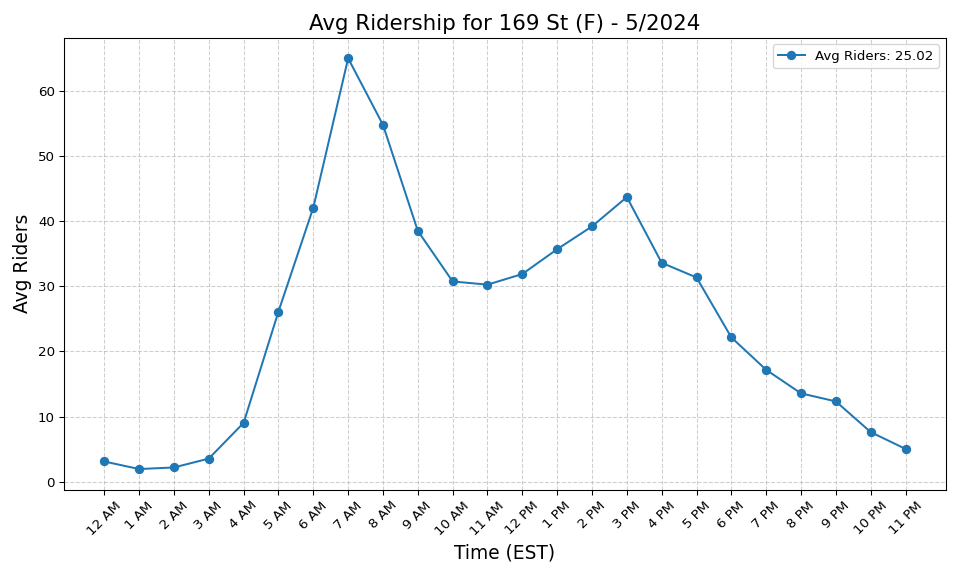 Avg Ridership for 169 St (F) - 5/2024
Avg Riders: 25.02
Avg Riders
60
50
40
30
20
10
0
12 AM
1 AM
2 AM
3 AM
4 AM
5 AM
6 AM
7 AM
8 AM
9 AM
10 AM
11 AM
12 PM
1 PM
2 PM
3 PM
4 PM
5 PM
6 PM
7 PM
8 PM
9 PM
10 PM
11 PM
Time (EST)